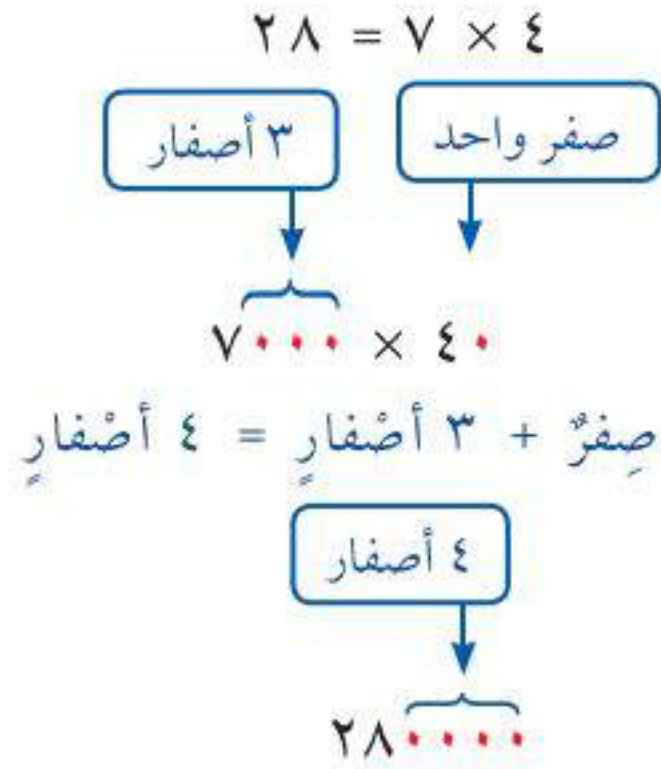 ٤ × ٧ = ٢٨
صفر واحد
٣ أصفار
٤٠ × ٧٠٠٠
صِفرٌ + ٣ أصْفارٍ = ٤ أصْفارٍ
٤ أصفار
٢٨٠٠٠٠